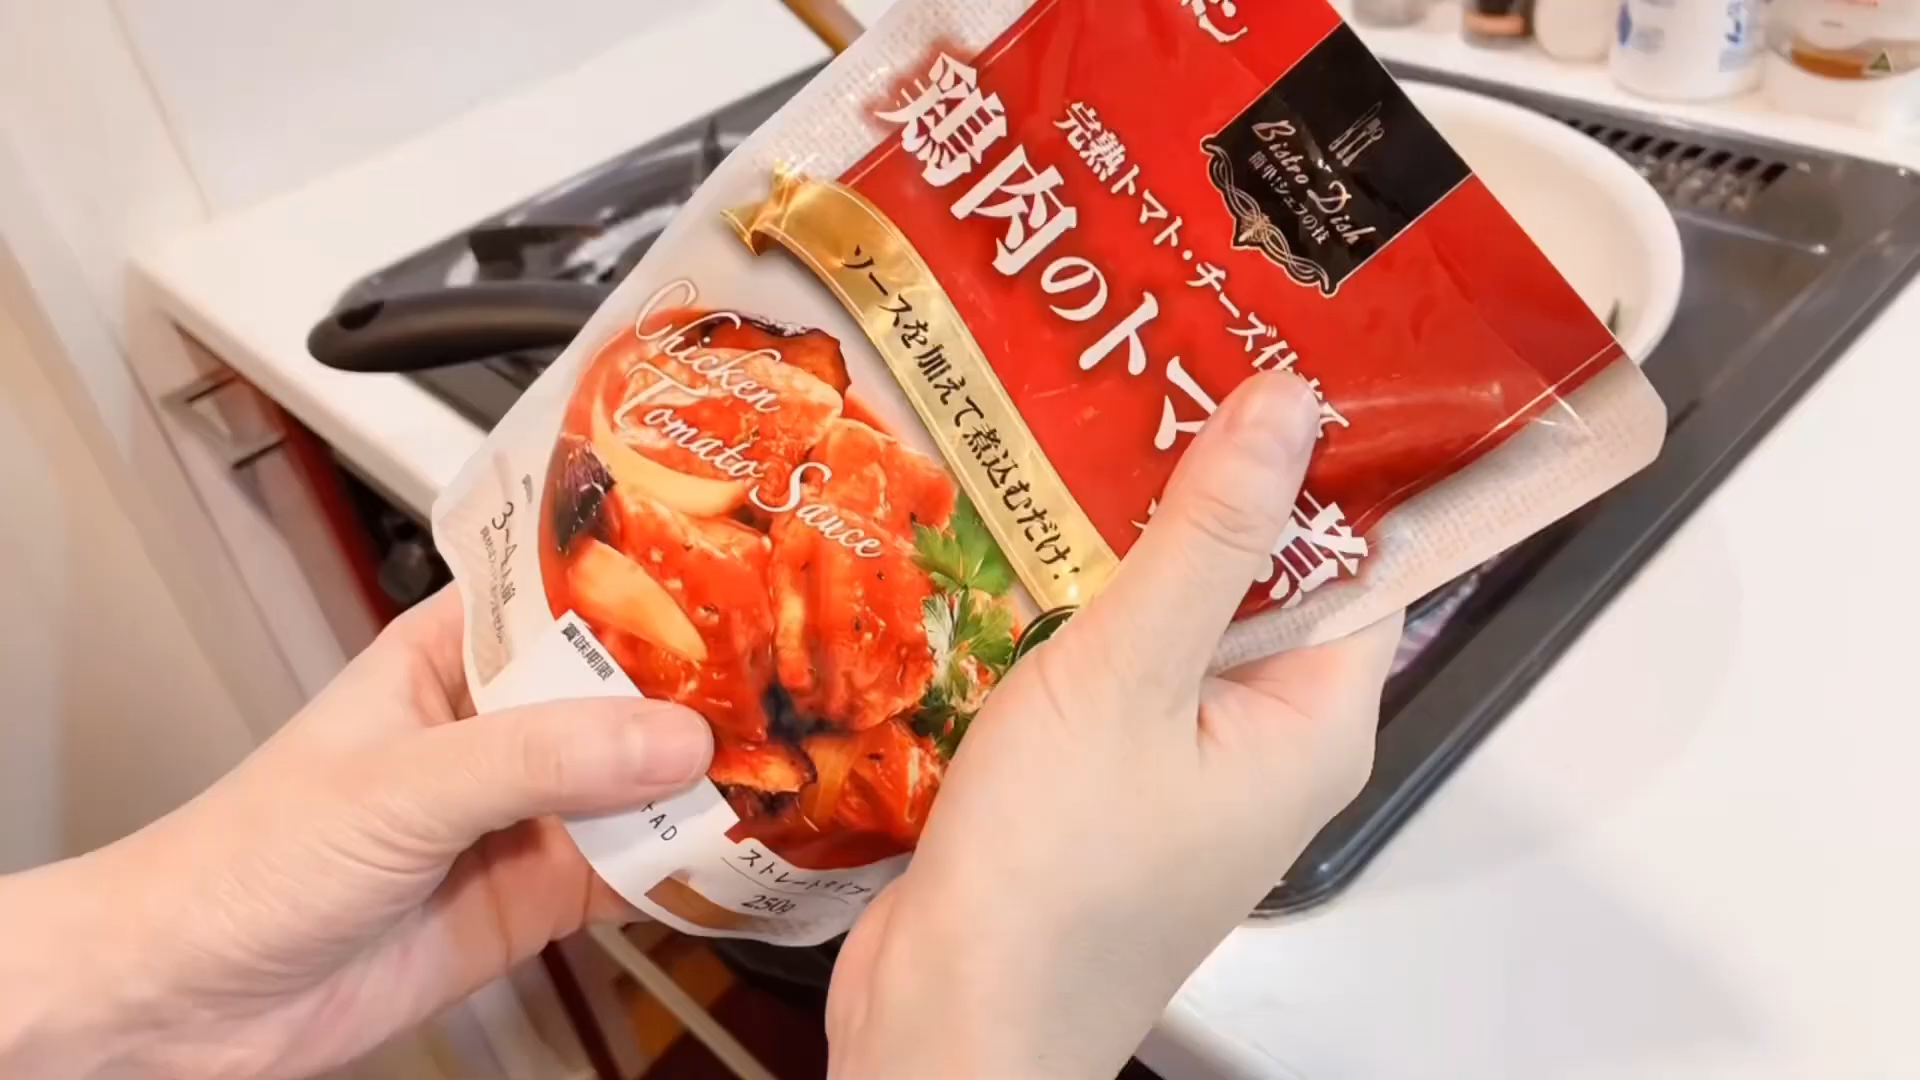 Bistro Dish
簡単!シェフの技
完熟トマト・チーズ仕立て
鶏肉のトマ
煮
ソースを加えて煮込むだけ!
Chicken
Tomato Sauce
3〜4人前
賞味期限
ストレートタイプ
250g